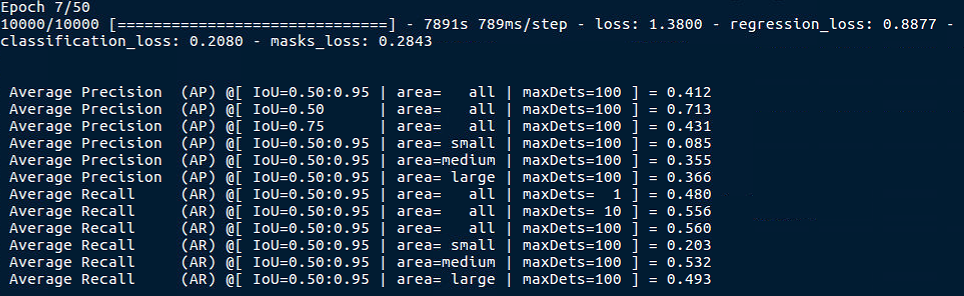 Epoch 7/50
10000/10000 [==============================] - 7891s 789ms/step - loss: 1.3800 - regression_loss: 0.8877 -
classification_loss: 0.2080 - masks_loss: 0.2843
Average Precision  (AP) @[ IoU=0.50:0.95 | area=   all | maxDets=100 ] = 0.412
Average Precision  (AP) @[ IoU=0.50      | area=   all | maxDets=100 ] = 0.713
Average Precision  (AP) @[ IoU=0.75      | area=   all | maxDets=100 ] = 0.431
Average Precision  (AP) @[ IoU=0.50:0.95 | area= small | maxDets=100 ] = 0.085
Average Precision  (AP) @[ IoU=0.50:0.95 | area=medium | maxDets=100 ] = 0.355
Average Precision  (AP) @[ IoU=0.50:0.95 | area= large | maxDets=100 ] = 0.366
Average Recall     (AR) @[ IoU=0.50:0.95 | area=   all | maxDets=  1 ] = 0.480
Average Recall     (AR) @[ IoU=0.50:0.95 | area=   all | maxDets= 10 ] = 0.556
Average Recall     (AR) @[ IoU=0.50:0.95 | area=   all | maxDets=100 ] = 0.560
Average Recall     (AR) @[ IoU=0.50:0.95 | area= small | maxDets=100 ] = 0.203
Average Recall     (AR) @[ IoU=0.50:0.95 | area=medium | maxDets=100 ] = 0.532
Average Recall     (AR) @[ IoU=0.50:0.95 | area= large | maxDets=100 ] = 0.493